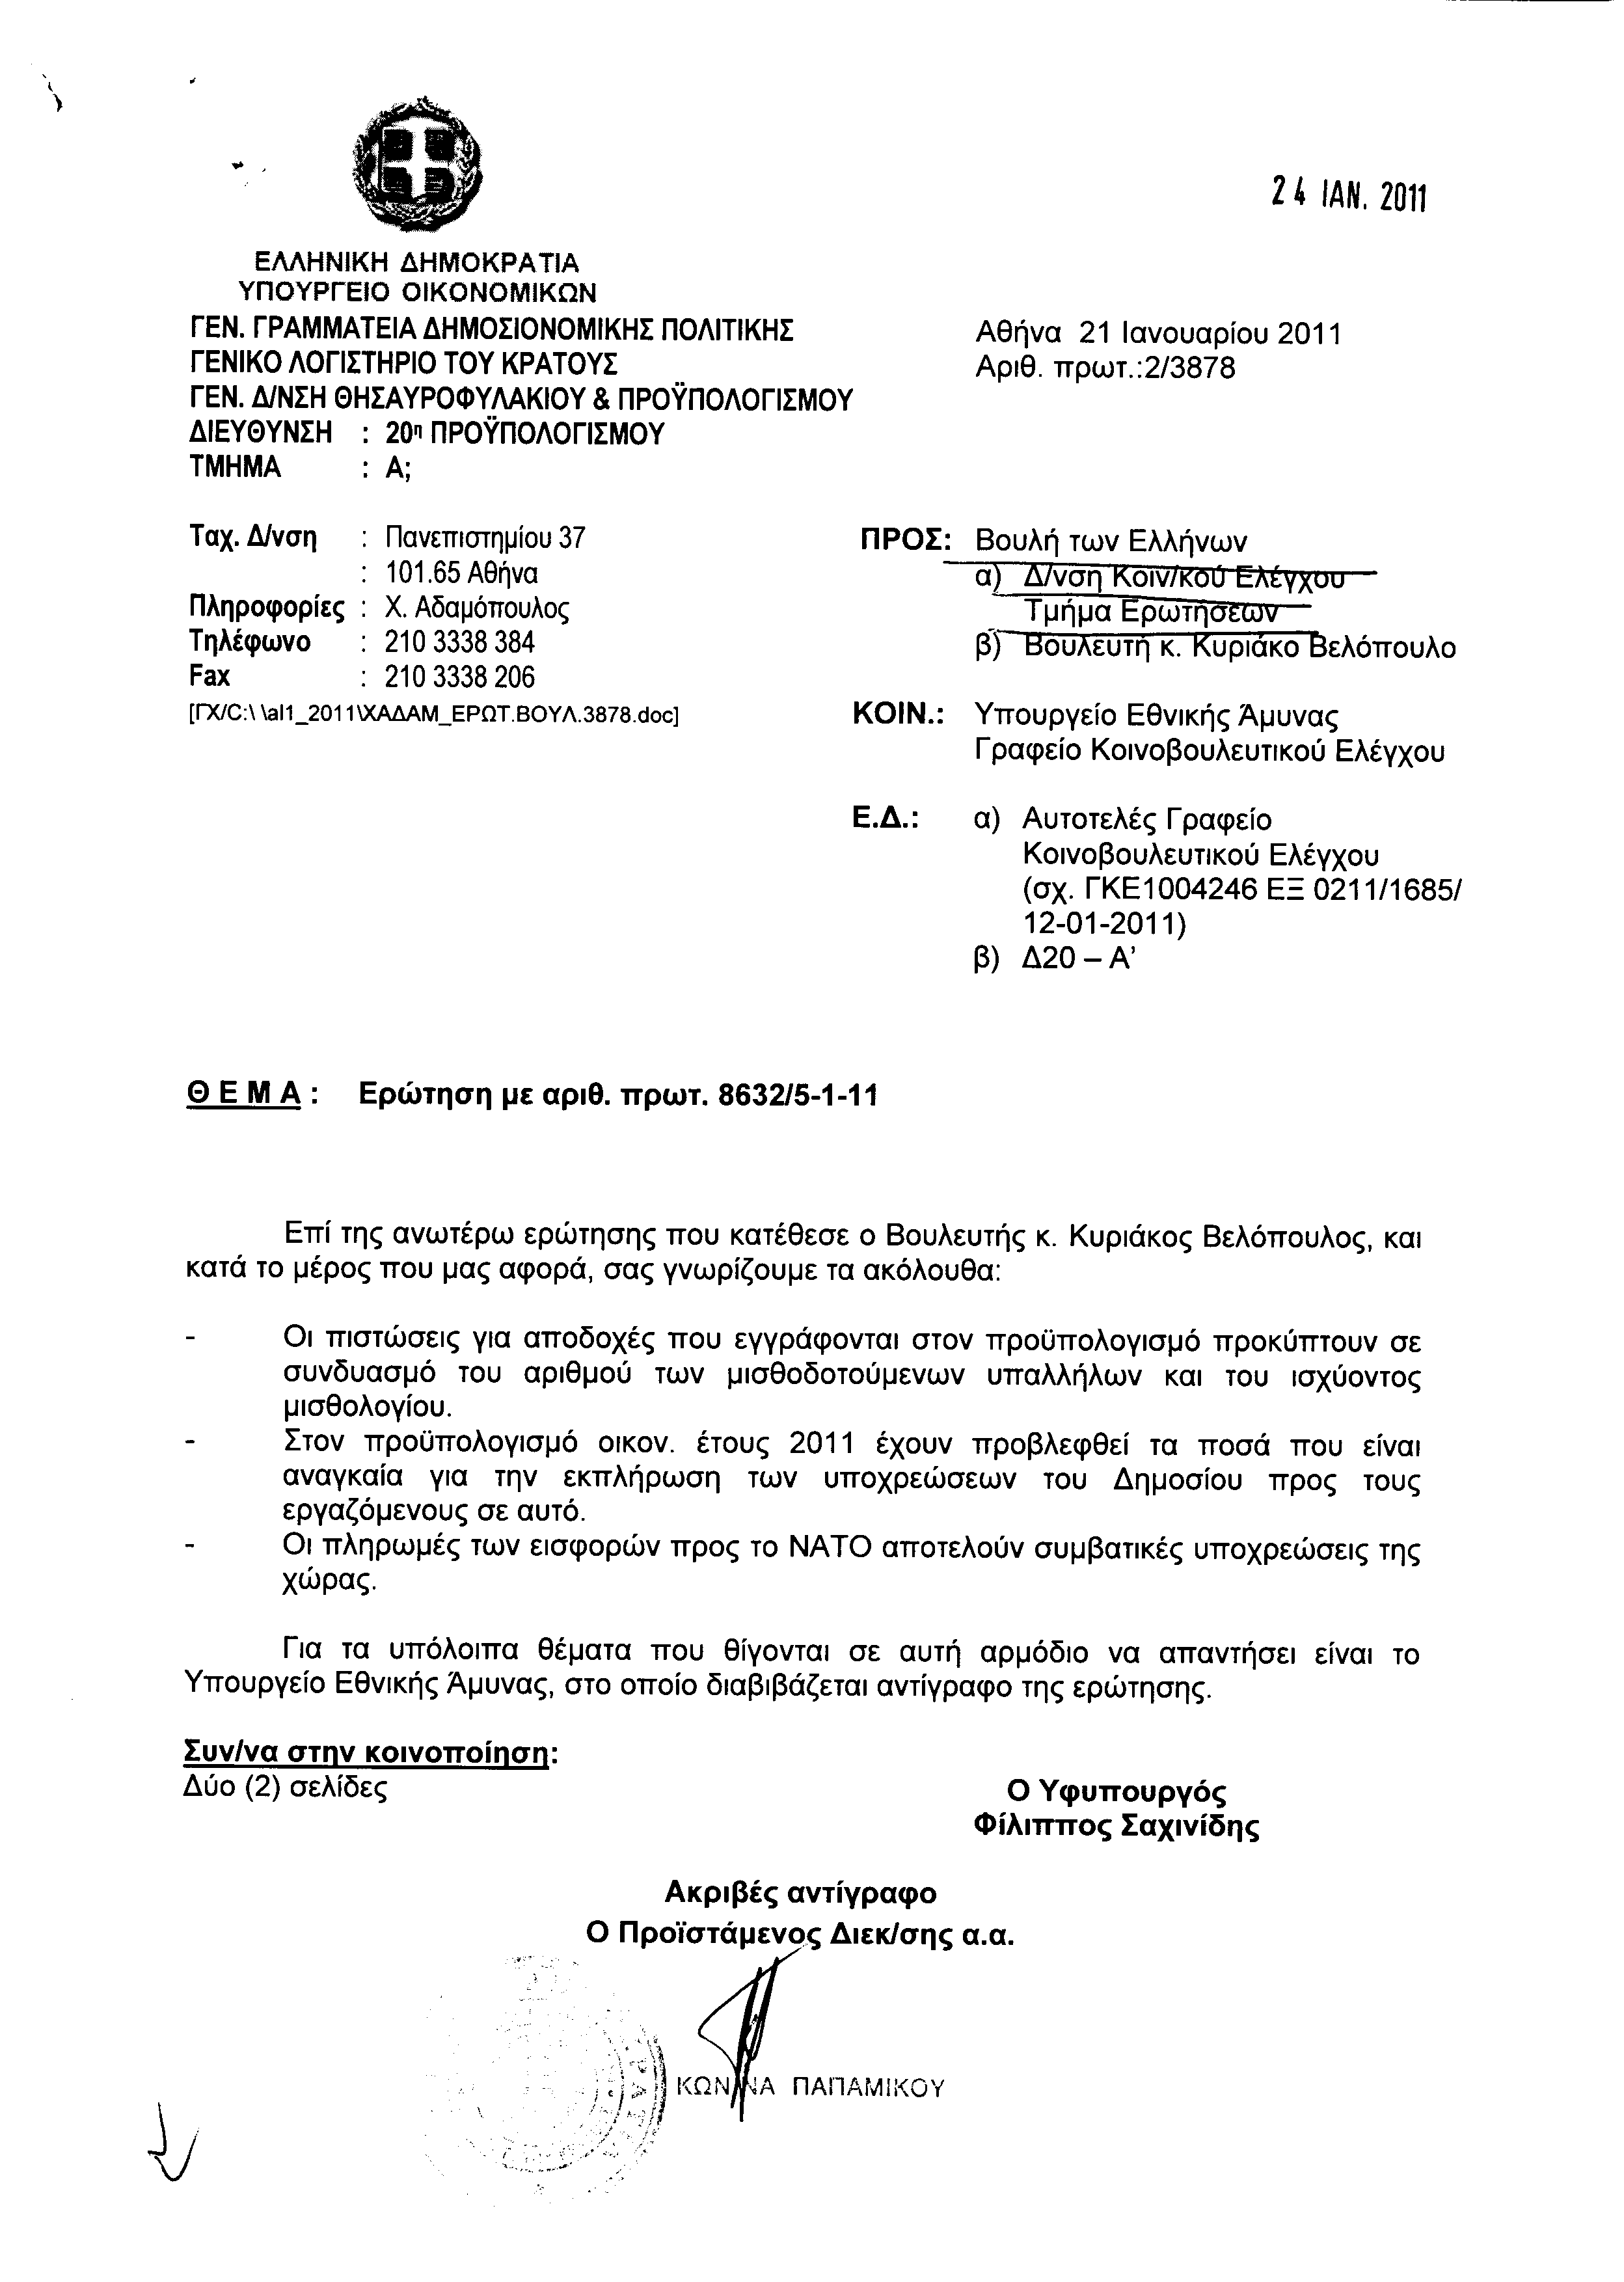 24 ΙΑΝ. 2011
ΕΛΛΗΝΙΚΗ ΔΗΜΟΚΡΑΤΙΑ
ΥΠΟΥΡΓΕΙΟ ΟΙΚΟΝΟΜΙΚΩΝ
ΓΕΝ. ΓΡΑΜΜΑΤΕΙΑ ΔΗΜΟΣΙΟΝΟΜΙΚΗΣ ΠΟΛΙΤΙΚΗΣ
ΓΕΝΙΚΟ ΛΟΓΙΣΤΗΡΙΟ ΤΟΥ ΚΡΑΤΟΥΣ
ΓΕΝ. Δ/ΝΣΗ ΘΗΣΑΥΡΟΦΥΛΑΚΙΟΥ & ΠΡΟΫΠΟΛΟΓΙΣΜΟΥ
ΔΙΕΥΘΥΝΣΗ : 20η ΠΡΟΫΠΟΛΟΓΙΣΜΟΥ
ΤΜΗΜΑ : Α;
Αθήνα 21 Ιανουαρίου 2011
Αριθ. πρωτ.:2/3878
Ταχ. Δ/νση : Πανεπιστημίου 37
: 101.65 Αθήνα
Πληροφορίες : Χ. Αδαμόπουλος
Τηλέφωνο : 210 3338 384
Fax : 210 3338 206
[ΓΧ/C:\ \al1_2011\ΧΑΔΑΜ_ΕΡΩΤ.ΒΟΥΛ.3878.doc]
ΠΡΟΣ: Βουλή των Ελλήνων
α) Δ/νση Κοιν/κού Ελέγχου
Τμήμα Ερωτήσεων
β) Βουλευτή κ. Κυριάκο Βελόπουλο
ΚΟΙΝ.: Υπουργείο Εθνικής Άμυνας
Γραφείο Κοινοβουλευτικού Ελέγχου
Ε.Δ.: α) Αυτοτελές Γραφείο
Κοινοβουλευτικού Ελέγχου
(σχ. ΓΚΕ1004246 ΕΞ 0211/1685/
12-01-2011)
β) Δ20 – Α’
Θ Ε Μ Α : Ερώτηση με αριθ. πρωτ. 8632/5-1-11
Επί της ανωτέρω ερώτησης που κατέθεσε ο Βουλευτής κ. Κυριάκος Βελόπουλος, και
κατά το μέρος που μας αφορά, σας γνωρίζουμε τα ακόλουθα:
- Οι πιστώσεις για αποδοχές που εγγράφονται στον προϋπολογισμό προκύπτουν σε
συνδυασμό του αριθμού των μισθοδοτούμενων υπαλλήλων και του ισχύοντος
μισθολογίου.
- Στον προϋπολογισμό οικον. έτους 2011 έχουν προβλεφθεί τα ποσά που είναι
αναγκαία για την εκπλήρωση των υποχρεώσεων του Δημοσίου προς τους
εργαζόμενους σε αυτό.
- Οι πληρωμές των εισφορών προς το ΝΑΤΟ αποτελούν συμβατικές υποχρεώσεις της
χώρας.
Για τα υπόλοιπα θέματα που θίγονται σε αυτή αρμόδιο να απαντήσει είναι το
Υπουργείο Εθνικής Άμυνας, στο οποίο διαβιβάζεται αντίγραφο της ερώτησης.
Συν/να στην κοινοποίηση:
Δύο (2) σελίδες
Ο Υφυπουργός
Φίλιππος Σαχινίδης
Ακριβές αντίγραφο
Ο Προϊστάμενος Διεκ/σης α.α.
ΚΩΝ/ΝΑ ΠΑΠΑΜΙΚΟΥ